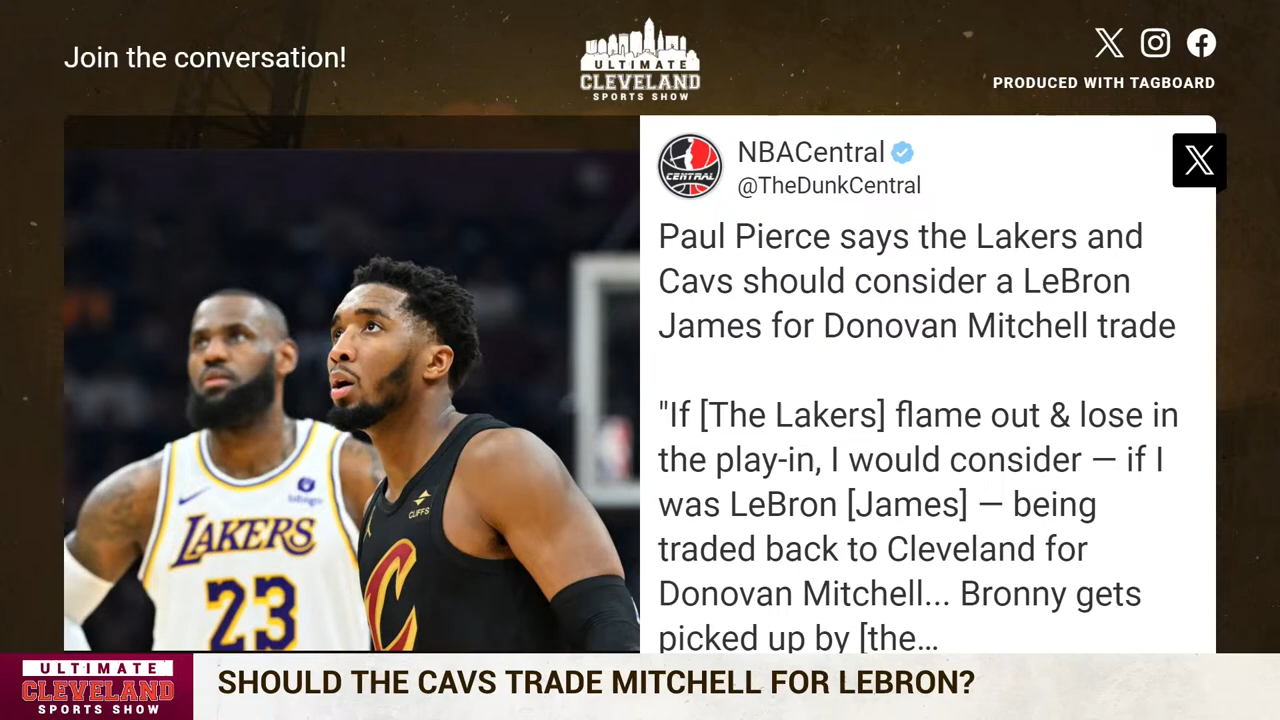 Join the conversation!
ULTIMATE
CLEVELAND
SPORTS SHOW
PRODUCED WITH TAGBOARD
NBACentral
@TheDunkCentral
CENTRAL
Paul Pierce says the Lakers and
Cavs should consider a LeBron
James for Donovan Mitchell trade
"If [The Lakers] flame out & lose in
the play-in, I would consider — if I
was LeBron [James] — being
traded back to Cleveland for
Donovan Mitchell... Bronny gets
picked up by [the…
bibigo
LAKERS
23
CLIFFS
C
ULTIMATE
CLEVELAND
SPORTS SHOW
SHOULD THE CAVS TRADE MITCHELL FOR LEBRON?